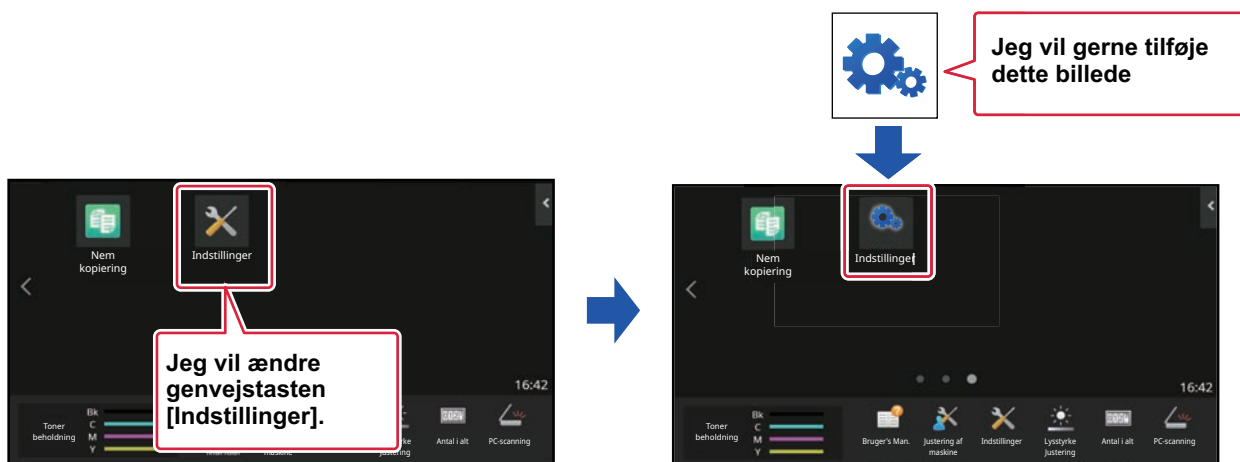 Jeg vil gerne tilføje
dette billede
Nem
kopiering
Indstillinger
Jeg vil ændre
genvejstasten
[Indstillinger].
16:42
Toner
beholdning
Bk
C
M
Y
maskine
Justering
Antal i alt
PC-scanning
Nem
kopiering
Indstillinger
16:42
Toner
beholdning
Bk
C
M
Y
Bruger's Man.
Justering af
maskine
Indstillinger
Lysstyrke
Justering
Antal i alt
PC-scanning